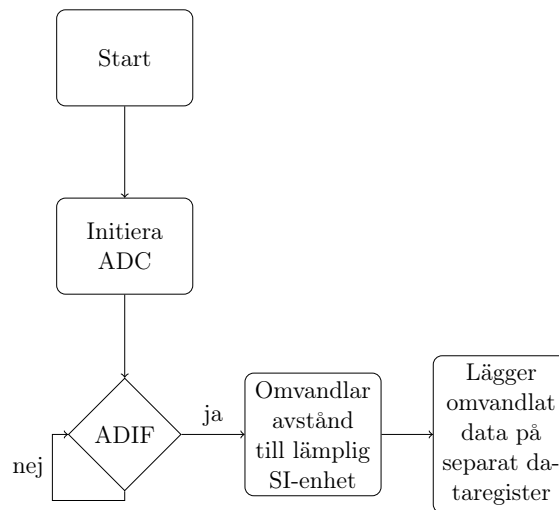 Start
Initiera
ADC
ADIF
ja
nej
Omvandlar
avstånd
till lämplig
SI-enhet
Lägger
omvandlat
data på
separat da-
taregister